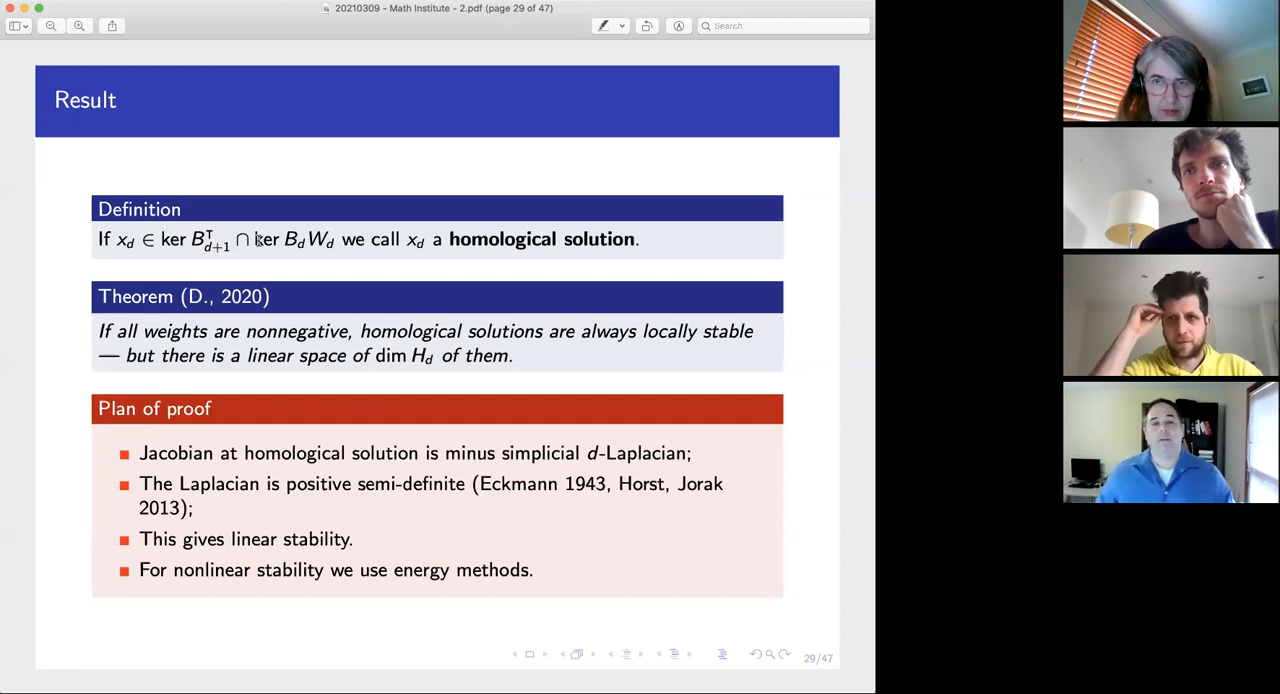 20210309 - Math Institute - 2.pdf (page 29 of 47)
Search
Result
Definition
If x_d ∈ ker B^⊤_{d+1} ∩ ker B_d W_d we call x_d a homological solution.
Theorem (D., 2020)
If all weights are nonnegative, homological solutions are always locally stable
— but there is a linear space of dim H_d of them.
Plan of proof
Jacobian at homological solution is minus simplicial d-Laplacian;
The Laplacian is positive semi-definite (Eckmann 1943, Horst, Jorak
2013);
This gives linear stability.
For nonlinear stability we use energy methods.
29/47